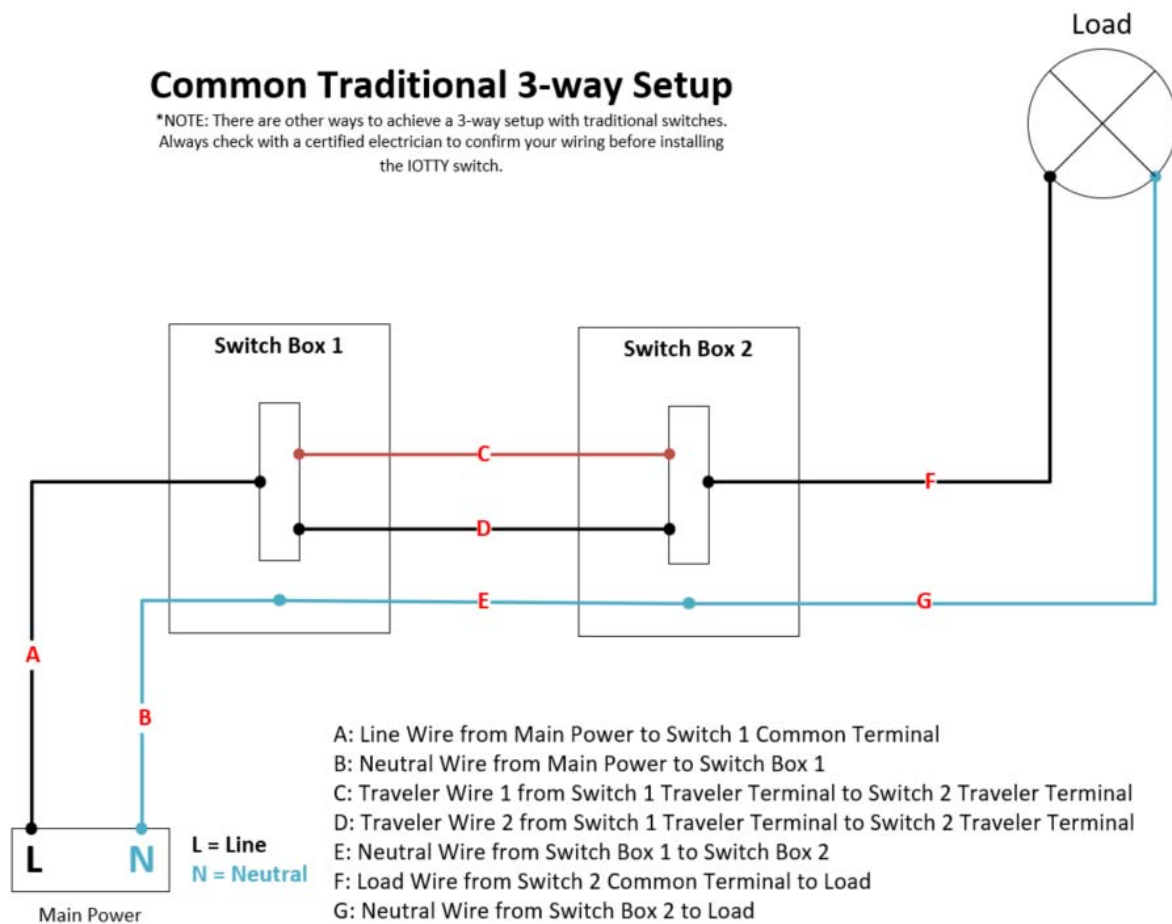 Load
Common Traditional 3-way Setup
*NOTE: There are other ways to achieve a 3-way setup with traditional switches.
Always check with a certified electrician to confirm your wiring before installing
the IOTTY switch.
Switch Box 1
Switch Box 2
C
F
D
E
G
A
B
A: Line Wire from Main Power to Switch 1 Common Terminal
B: Neutral Wire from Main Power to Switch Box 1
C: Traveler Wire 1 from Switch 1 Traveler Terminal to Switch 2 Traveler Terminal
D: Traveler Wire 2 from Switch 1 Traveler Terminal to Switch 2 Traveler Terminal
E: Neutral Wire from Switch Box 1 to Switch Box 2
F: Load Wire from Switch 2 Common Terminal to Load
G: Neutral Wire from Switch Box 2 to Load
L N
L = Line
N = Neutral
Main Power